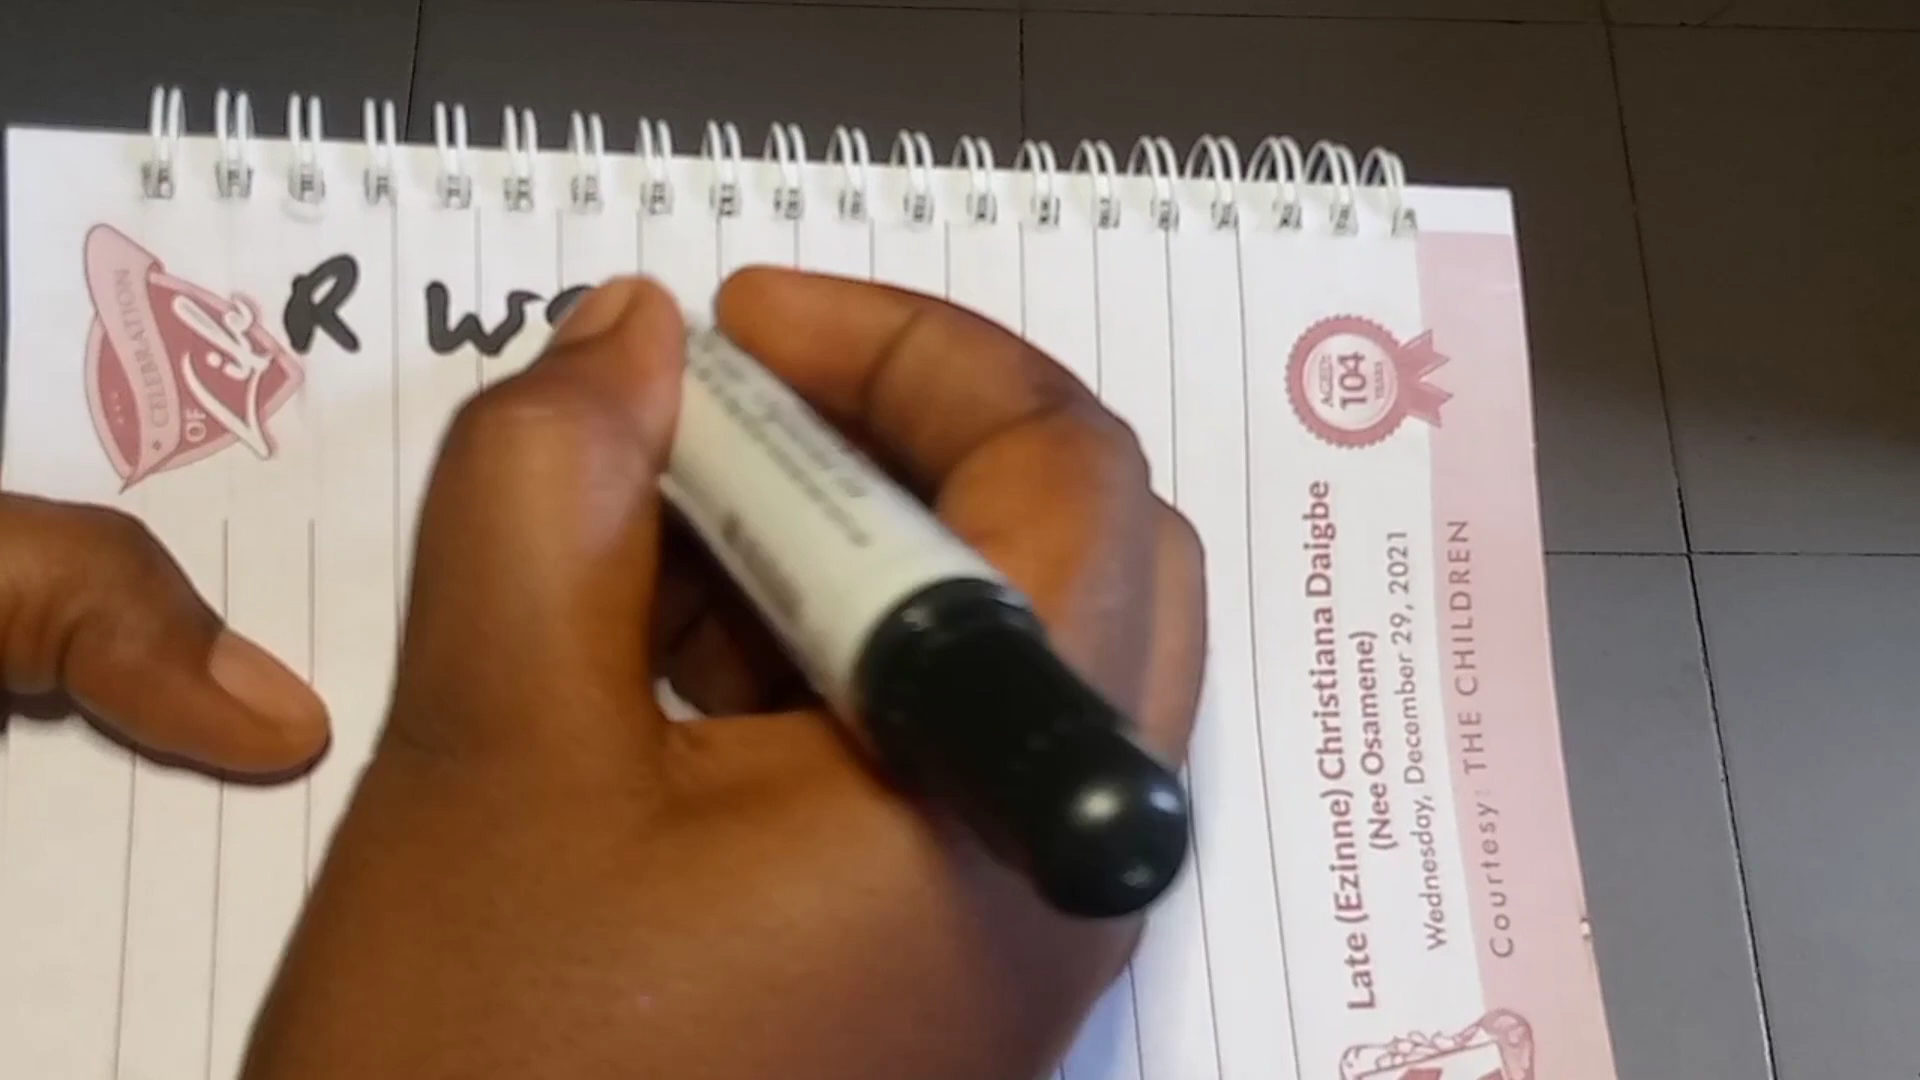 R W
CELEBRATION
OF
Life
AGED:
104
YEARS
Late (Ezinne) Christiana Daigbe
(Nee Osamene)
Wednesday, December 29, 2021
Courtesy: THE CHILDREN